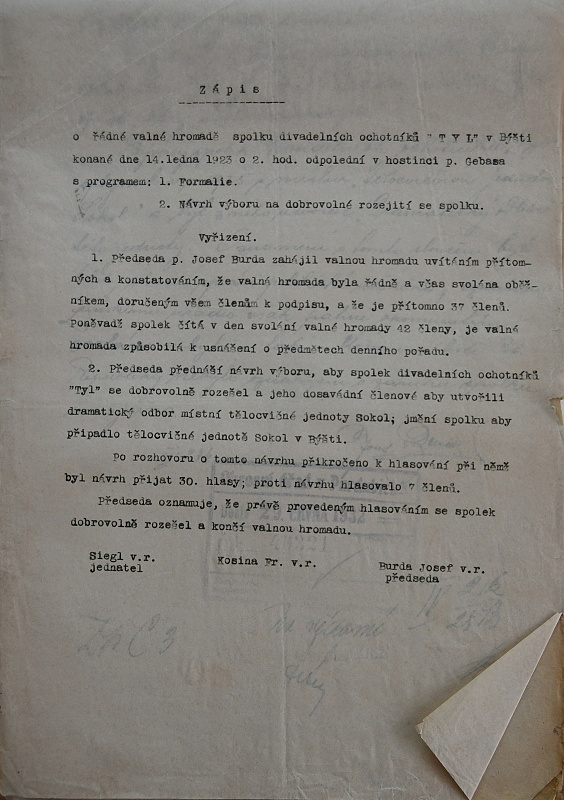 Zápis
o řádné valné hromadě spolku divadelních ochotníků " T Y L" v Býšti
konané dne 14.ledna 1923 o 2. hod. odpolední v hostinci p. Gebasa
s programem; 1. Formalie.
2. Návrh výboru na dobrovolné rozejití se spolku.
Vyřízení.
1. Předseda p. Josef Burda zahájil valnou hromadu uvítáním přítom-
ných a konstatováním, že valná hromada byla řádně a včas svolána oběž-
níkem, doručeným všem členům k podpisu, a že je přítomno 37 členů.
Poněvadž spolek čítá v den svolání valné hromady 42 členy, je valná
hromada způsobilá k usnášení o předmětech denního pořadu.
2. Předseda přednáší návrh výboru, aby spolek divadelních ochotníků
"Tyl" se dobrovolně rozešel a jeho dosavádní členové aby utvořili
dramatický odbor místní tělocvičné jednoty Sokol; jmění spolku aby
připadlo tělocvičné jednotě Sokol v Býšti.
Po rozhovoru o tomto návrhu přikročeno k hlasování při němž
byl návrh přijat 30. hlasy; proti návrhu hlasovalo 7 členů.
Předseda oznamuje, že právě provedeným hlasováním se spolek
dobrovolně rozešel a končí valnou hromadu.
Siegl v.r. Kosina Fr. v.r. Burda Josef v.r.
jednatel předseda